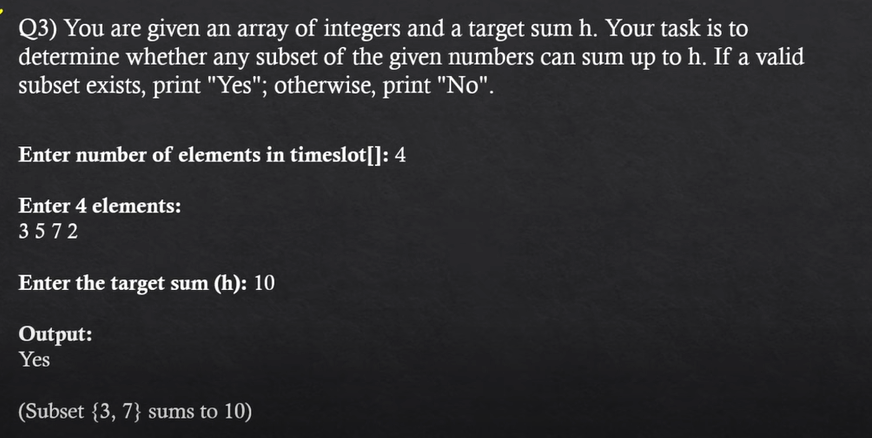 Q3) You are given an array of integers and a target sum h. Your task is to
determine whether any subset of the given numbers can sum up to h. If a valid
subset exists, print "Yes"; otherwise, print "No".
Enter number of elements in timeslot[]: 4
Enter 4 elements:
3 5 7 2
Enter the target sum (h): 10
Output:
Yes
(Subset {3, 7} sums to 10)